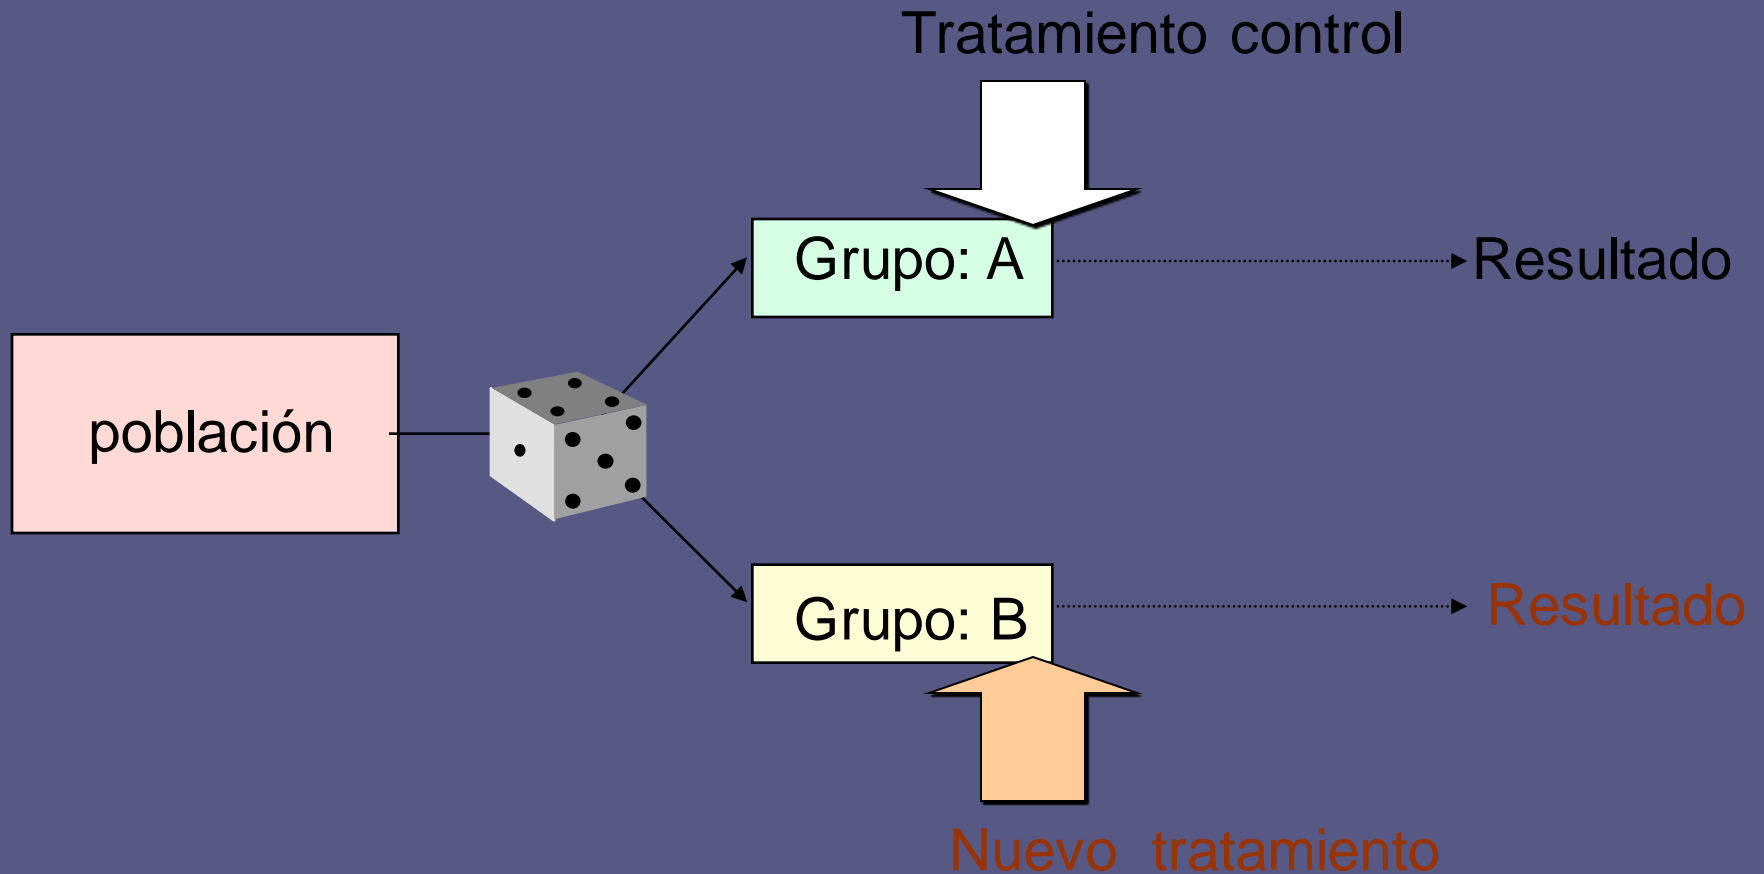 Tratamiento control
Grupo: A
Resultado
población
Grupo: B
Resultado
Nuevo tratamiento